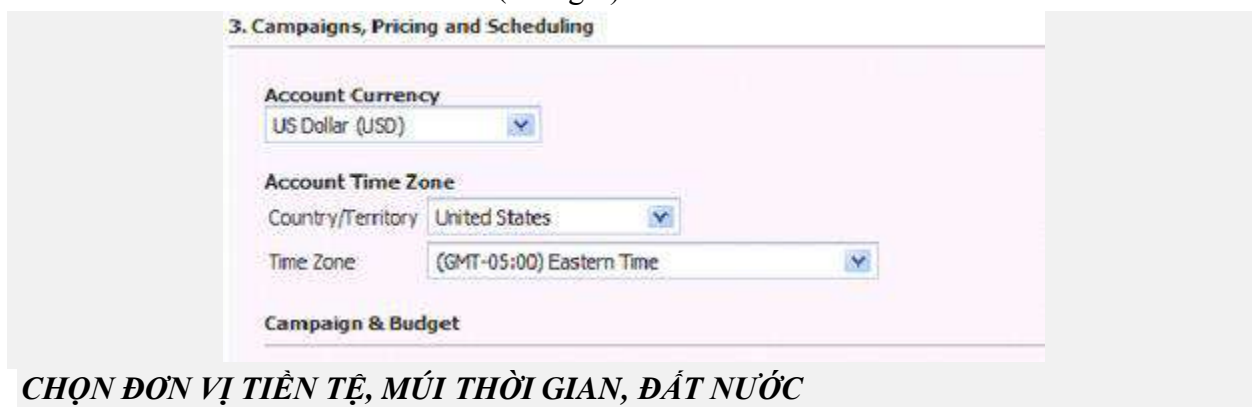 3. Campaigns, Pricing and Scheduling
Account Currency
US Dollar (USD)
Account Time Zone
Country/Territory United States
Time Zone (GMT-05:00) Eastern Time
Campaign & Budget
CHỌN ĐƠN VỊ TIỀN TỆ, MÚI THỜI GIAN, ĐẤT NƯỚC